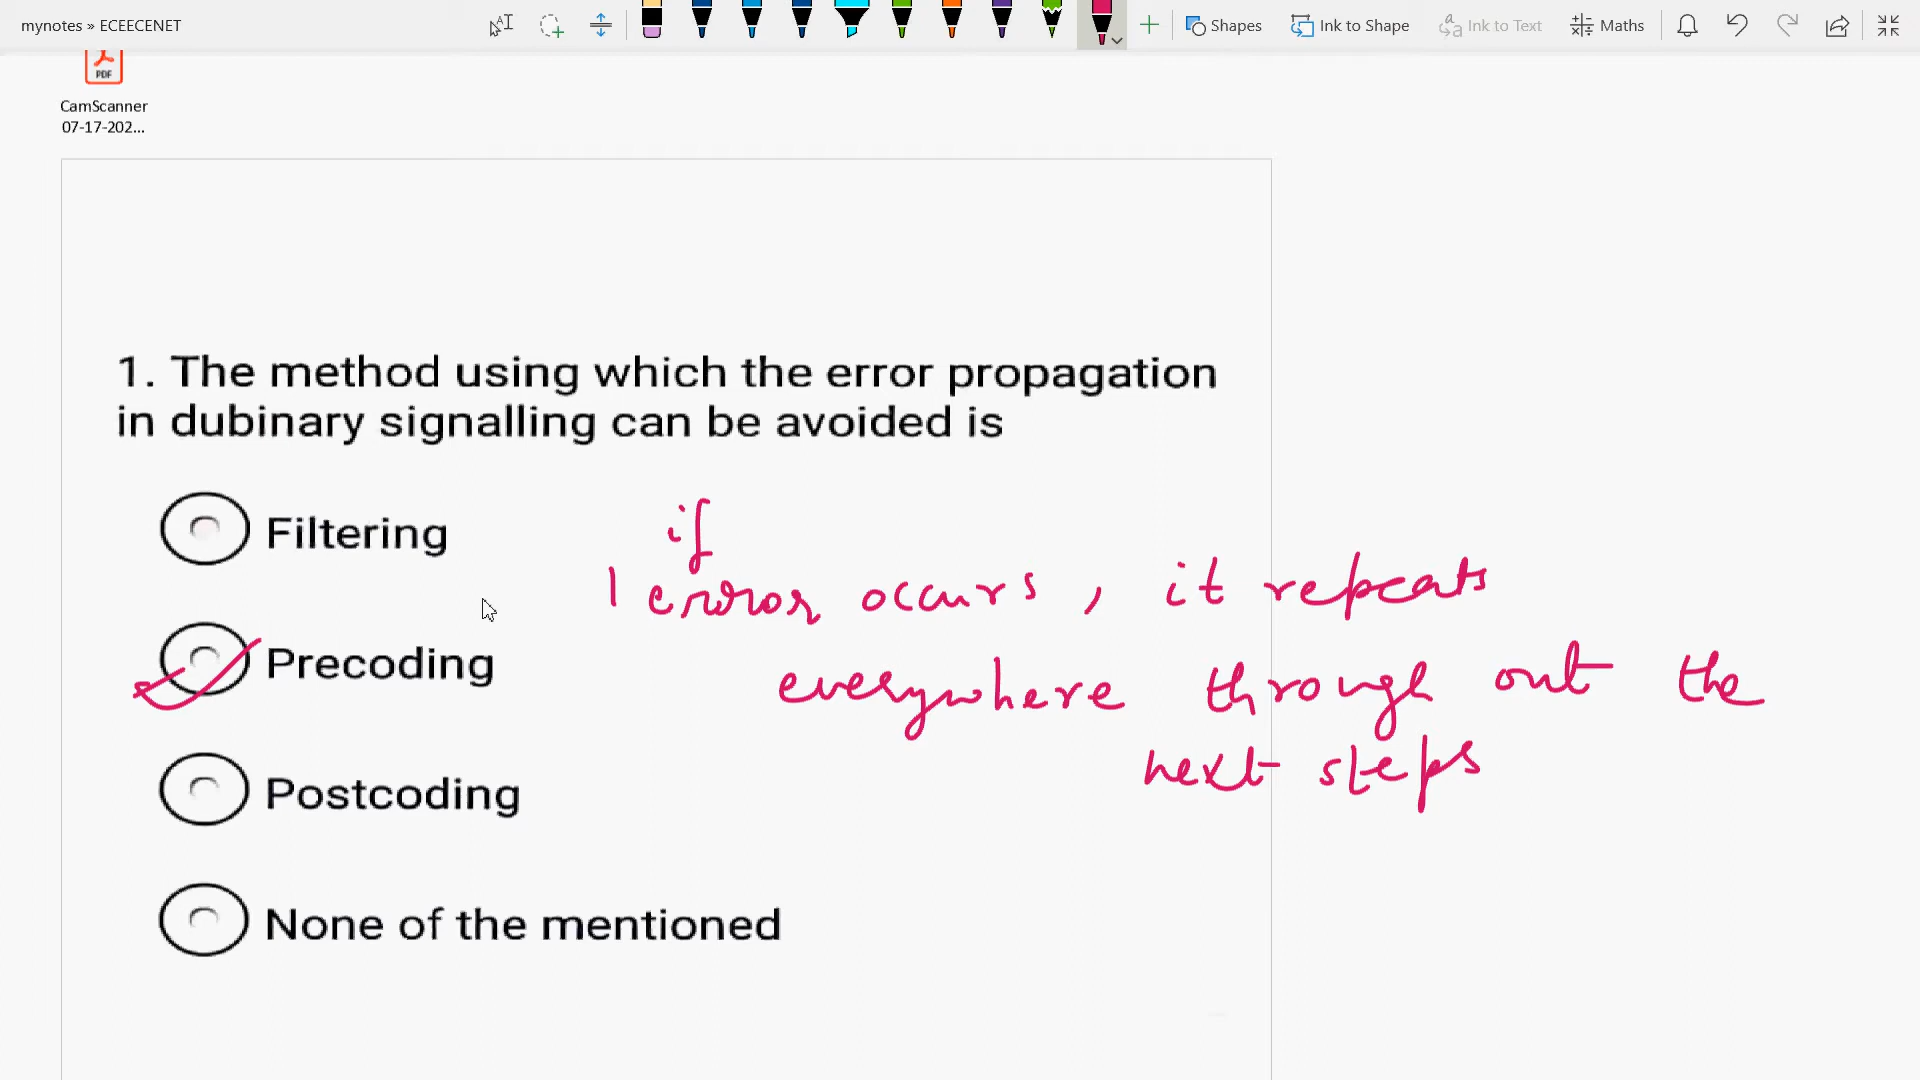 mynotes » ECEECENET
Shapes
Ink to Shape
Ink to Text
Maths
PDF
CamScanner
07-17-202...
1. The method using which the error propagation
in dubinary signalling can be avoided is
Filtering
Precoding
Postcoding
None of the mentioned
if
1 error occurs, it repeats
everywhere through out the
next steps